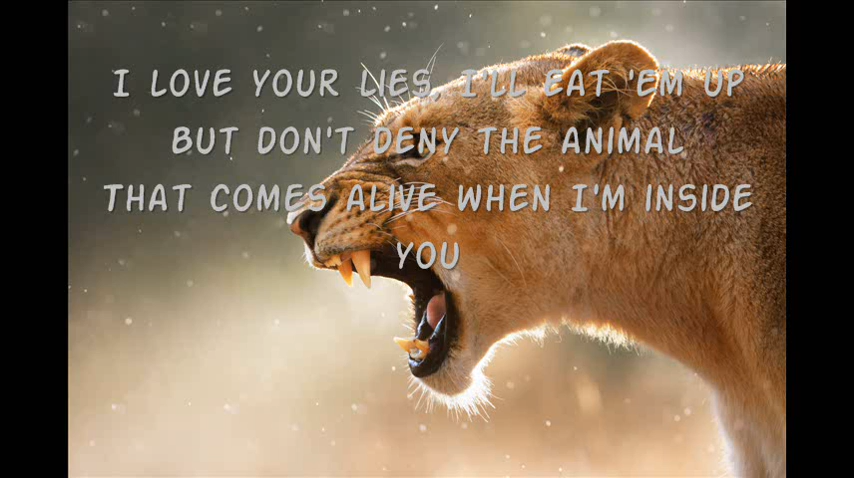 I LOVE YOUR LIES, I'LL EAT 'EM UP
BUT DON'T DENY THE ANIMAL
THAT COMES ALIVE WHEN I'M INSIDE
YOU